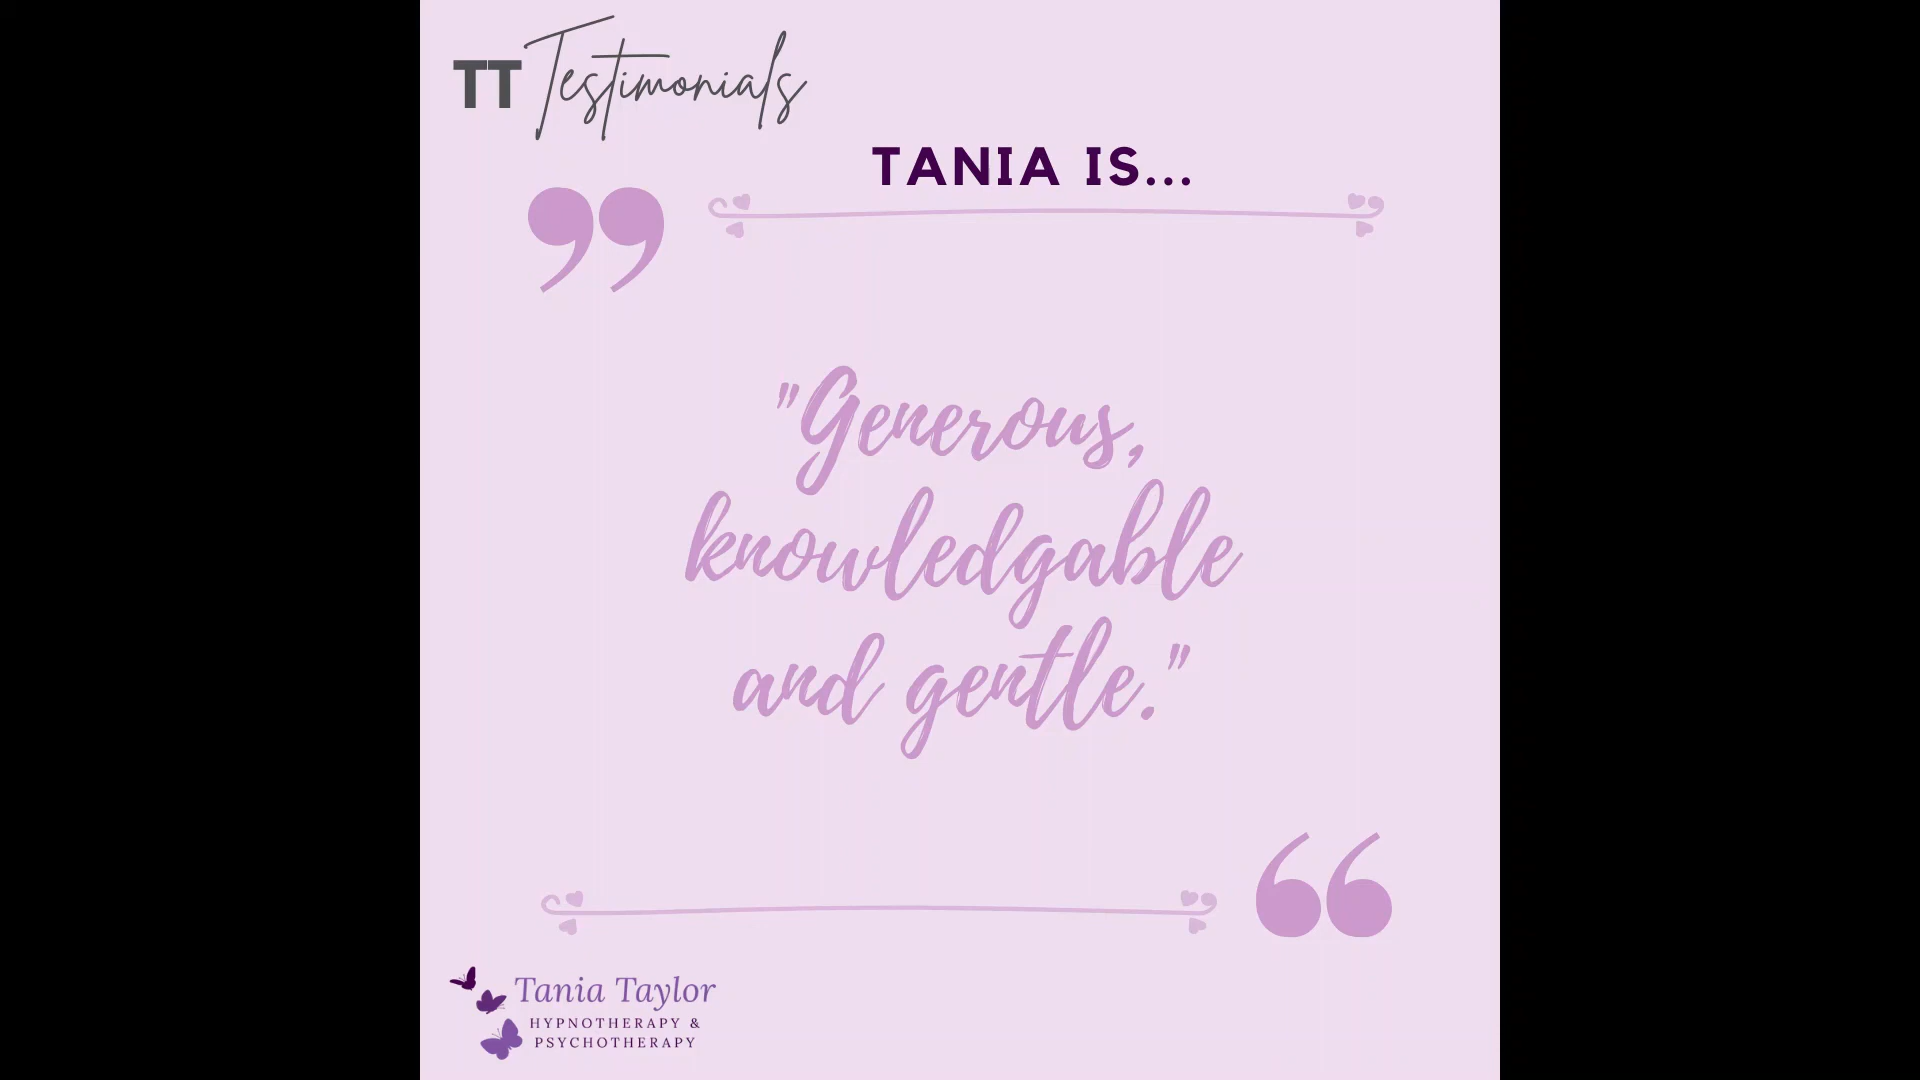 TT Testimonials
TANIA IS...
"Generous,
knowledgable
and gentle."
Tania Taylor
HYPNOTHERAPY &
PSYCHOTHERAPY